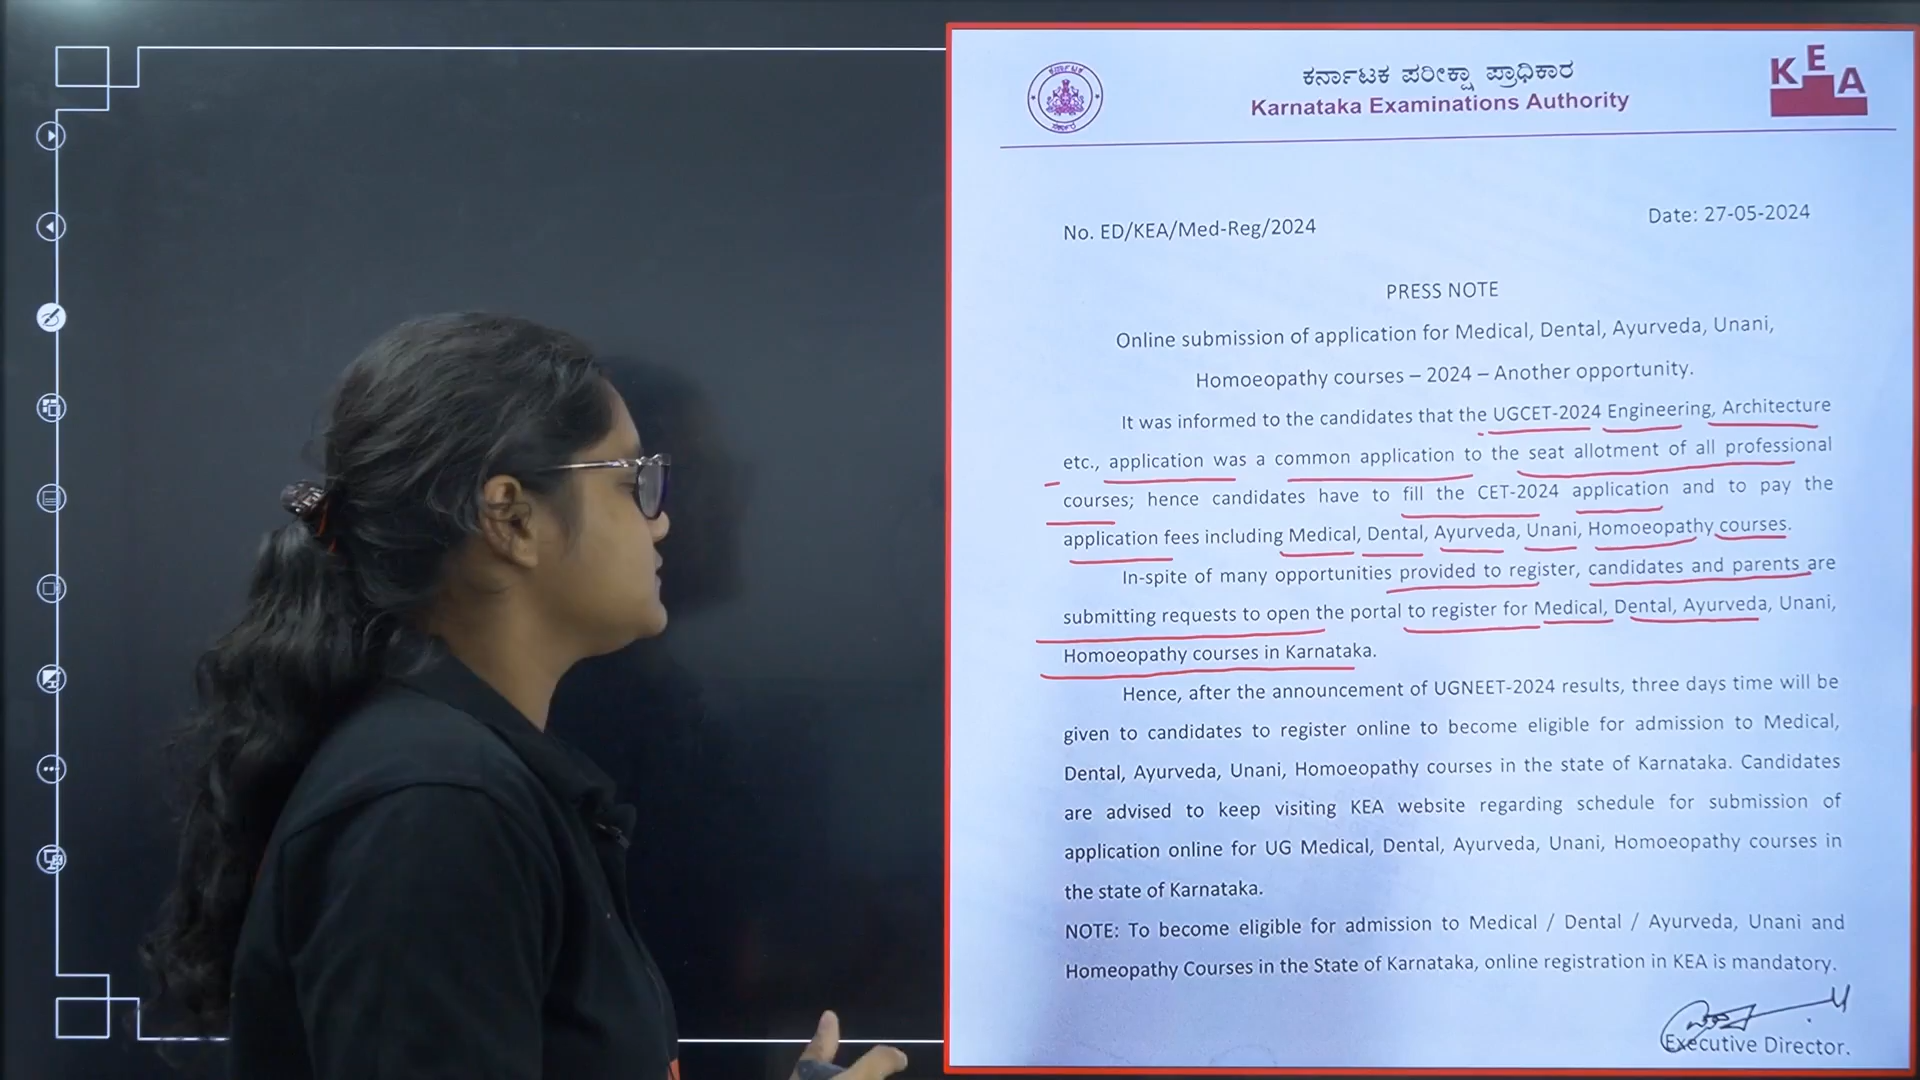 ಕರ್ನಾಟಕ ಪರೀಕ್ಷಾ ಪ್ರಾಧಿಕಾರ
Karnataka Examinations Authority
KEA
No. ED/KEA/Med-Reg/2024
Date: 27-05-2024
PRESS NOTE
Online submission of application for Medical, Dental, Ayurveda, Unani,
Homoeopathy courses – 2024 – Another opportunity.
It was informed to the candidates that the UGCET-2024 Engineering, Architecture
etc., application was a common application to the seat allotment of all professional
courses; hence candidates have to fill the CET-2024 application and to pay the
application fees including Medical, Dental, Ayurveda, Unani, Homoeopathy courses.
In-spite of many opportunities provided to register, candidates and parents are
submitting requests to open the portal to register for Medical, Dental, Ayurveda, Unani,
Homoeopathy courses in Karnataka.
Hence, after the announcement of UGNEET-2024 results, three days time will be
given to candidates to register online to become eligible for admission to Medical,
Dental, Ayurveda, Unani, Homoeopathy courses in the state of Karnataka. Candidates
are advised to keep visiting KEA website regarding schedule for submission of
application online for UG Medical, Dental, Ayurveda, Unani, Homoeopathy courses in
the state of Karnataka.
NOTE: To become eligible for admission to Medical / Dental / Ayurveda, Unani and
Homeopathy Courses in the State of Karnataka, online registration in KEA is mandatory.
Executive Director.